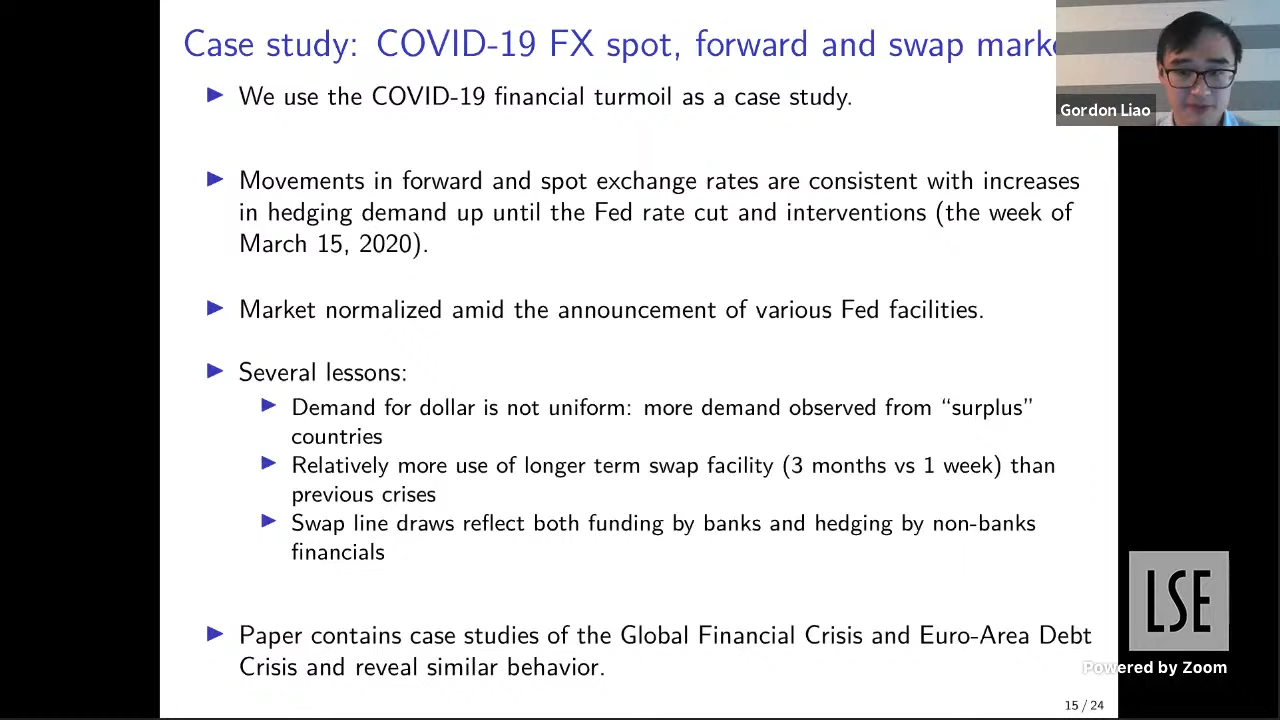 Case study: COVID-19 FX spot, forward and swap
Gordon Liao
▶ We use the COVID-19 financial turmoil as a case study.
▶ Movements in forward and spot exchange rates are consistent with increases
in hedging demand up until the Fed rate cut and interventions (the week of
March 15, 2020).
▶ Market normalized amid the announcement of various Fed facilities.
▶ Several lessons:
▶ Demand for dollar is not uniform: more demand observed from “surplus”
countries
▶ Relatively more use of longer term swap facility (3 months vs 1 week) than
previous crises
▶ Swap line draws reflect both funding by banks and hedging by non-banks
financials
▶ Paper contains case studies of the Global Financial Crisis and Euro-Area Debt
Crisis and reveal similar behavior.
LSE
Powered by Zoom
15 / 24